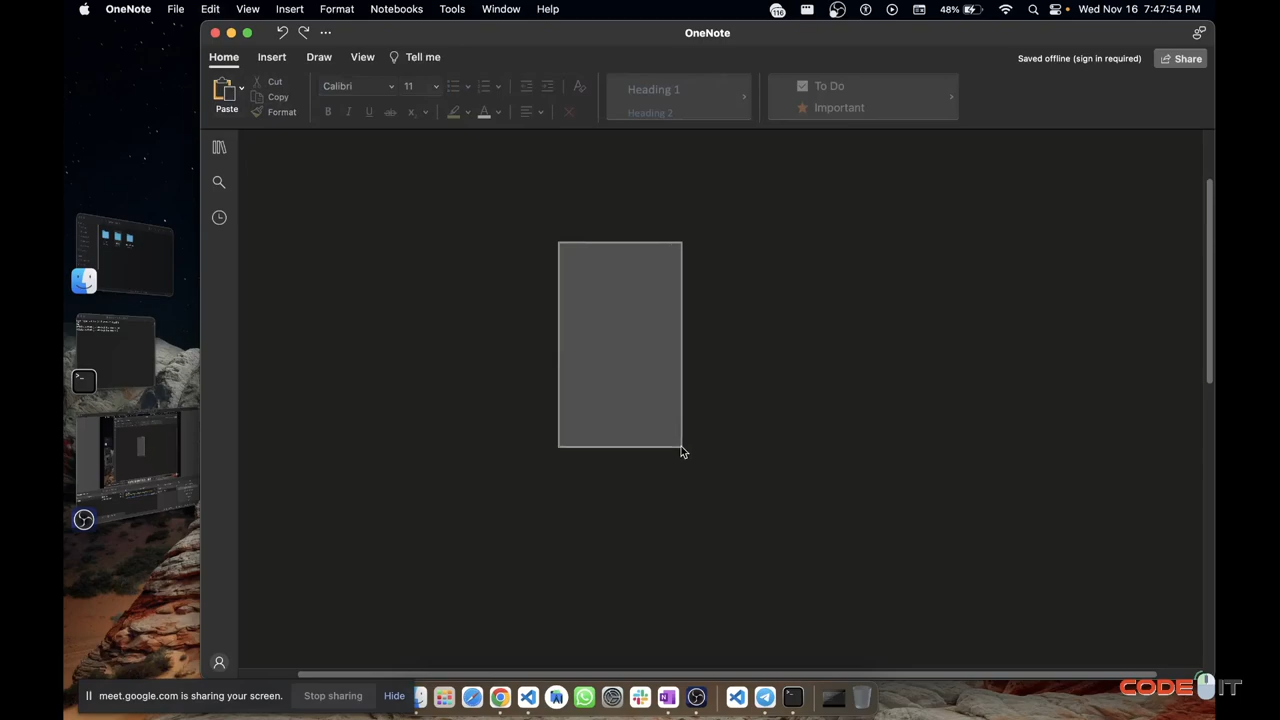 OneNote File Edit View Insert Format Notebooks Tools Window Help 116 48% Wed Nov 16 7:47:54 PM
OneNote
Home Insert Draw View Tell me Saved offline (sign in required) Share
Paste
Cut
Copy
Format
Calibri 11
B I U ab X
A
Heading 1
Heading 2
To Do
Important
meet.google.com is sharing your screen. Stop sharing Hide
CODE IT